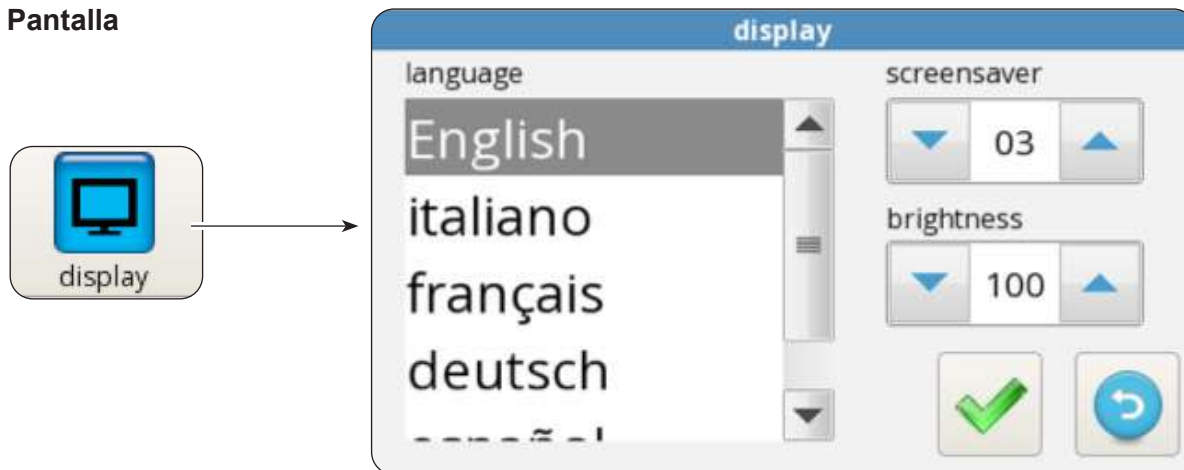 Pantalla
display
display
language
English
italiano
français
deutsch
screensaver
03
brightness
100